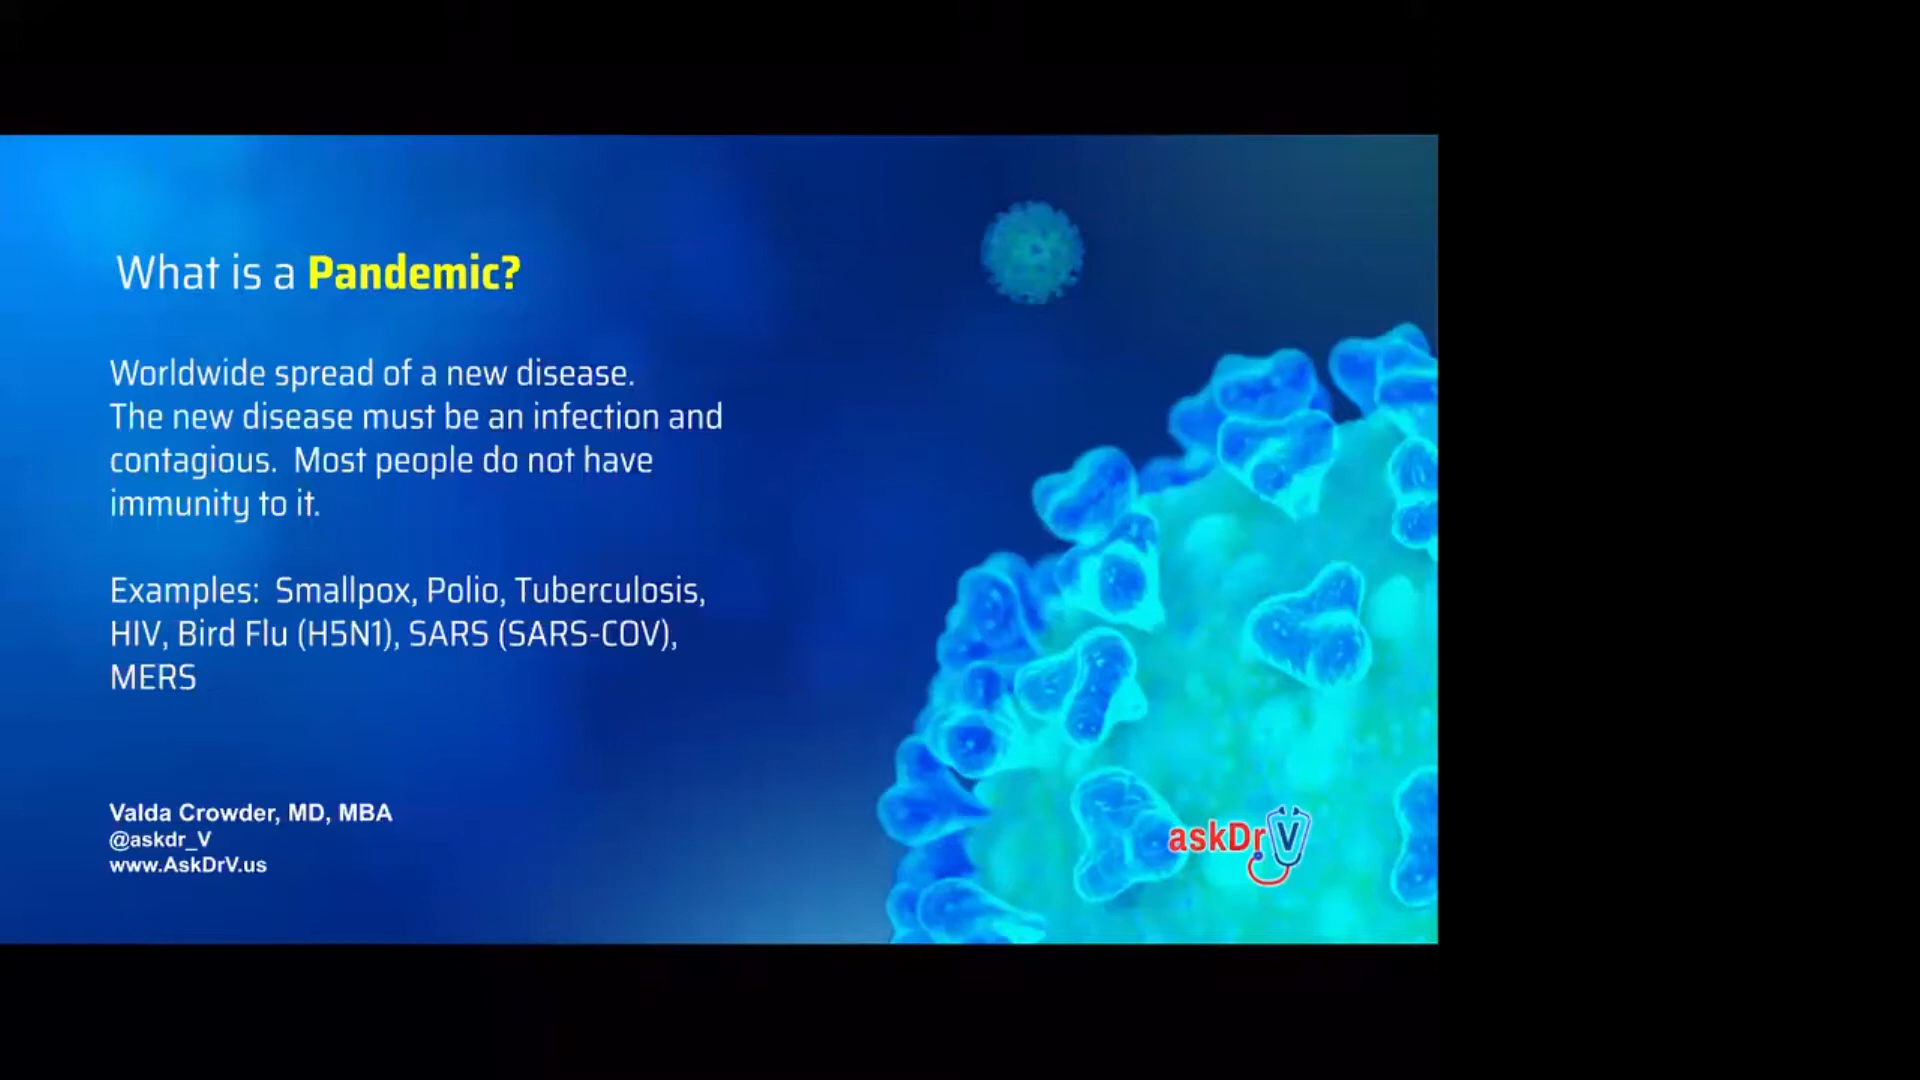 What is a Pandemic?
Worldwide spread of a new disease.
The new disease must be an infection and
contagious.  Most people do not have
immunity to it.
Examples:  Smallpox, Polio, Tuberculosis,
HIV, Bird Flu (H5N1), SARS (SARS-COV),
MERS
Valda Crowder, MD, MBA
@askdr_V
www.AskDrV.us
askDrV